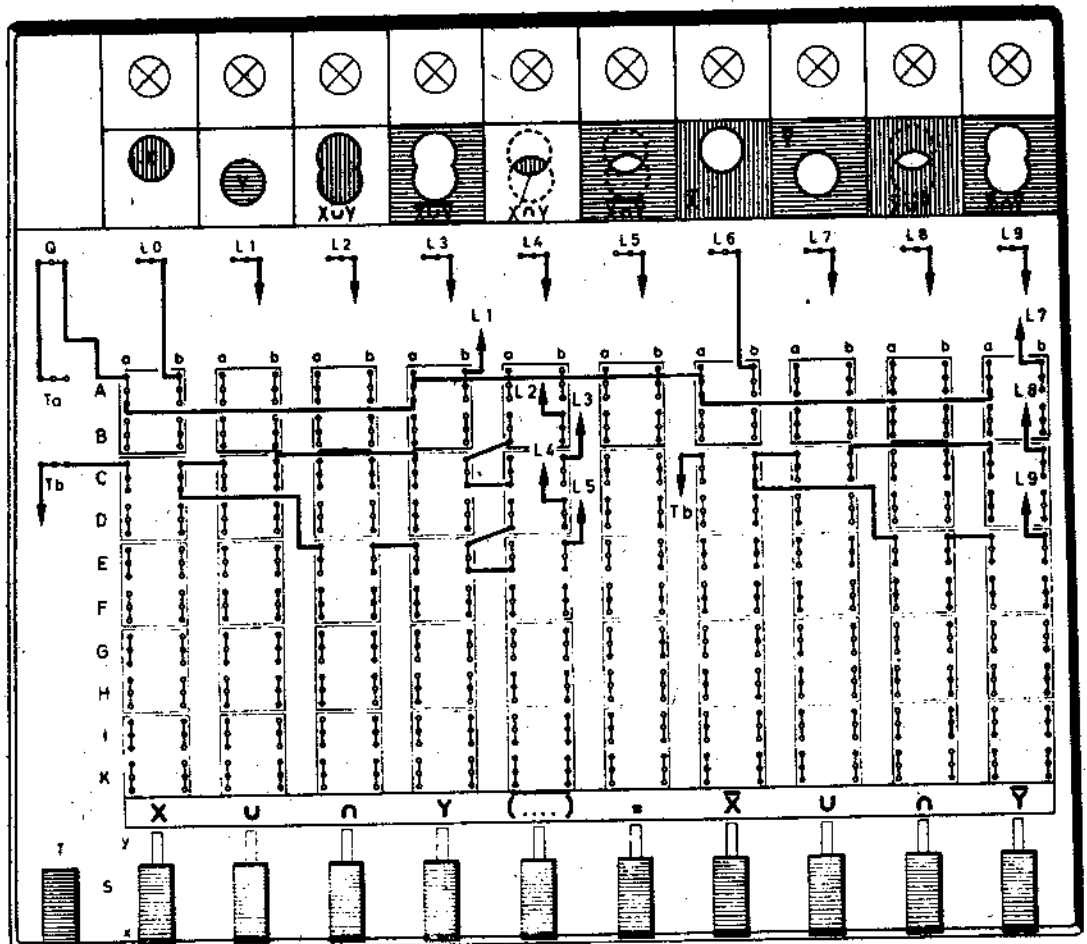 X Y
X∪Y X∪Y X∩Y X∩Y X̄ Ȳ
Q L0 L1 L2 L3 L4 L5 L6 L7 L8 L9
L1 L7
a b a b a b a b a b a b a b a b a b
Ta A L2 L3 L8
B
L4
Tb C L5 Tb L9
D
E
F
G
H
I
K
X ∪ ∩ Y (....) = X̄ ∪ ∩ Ȳ
T y
S
x